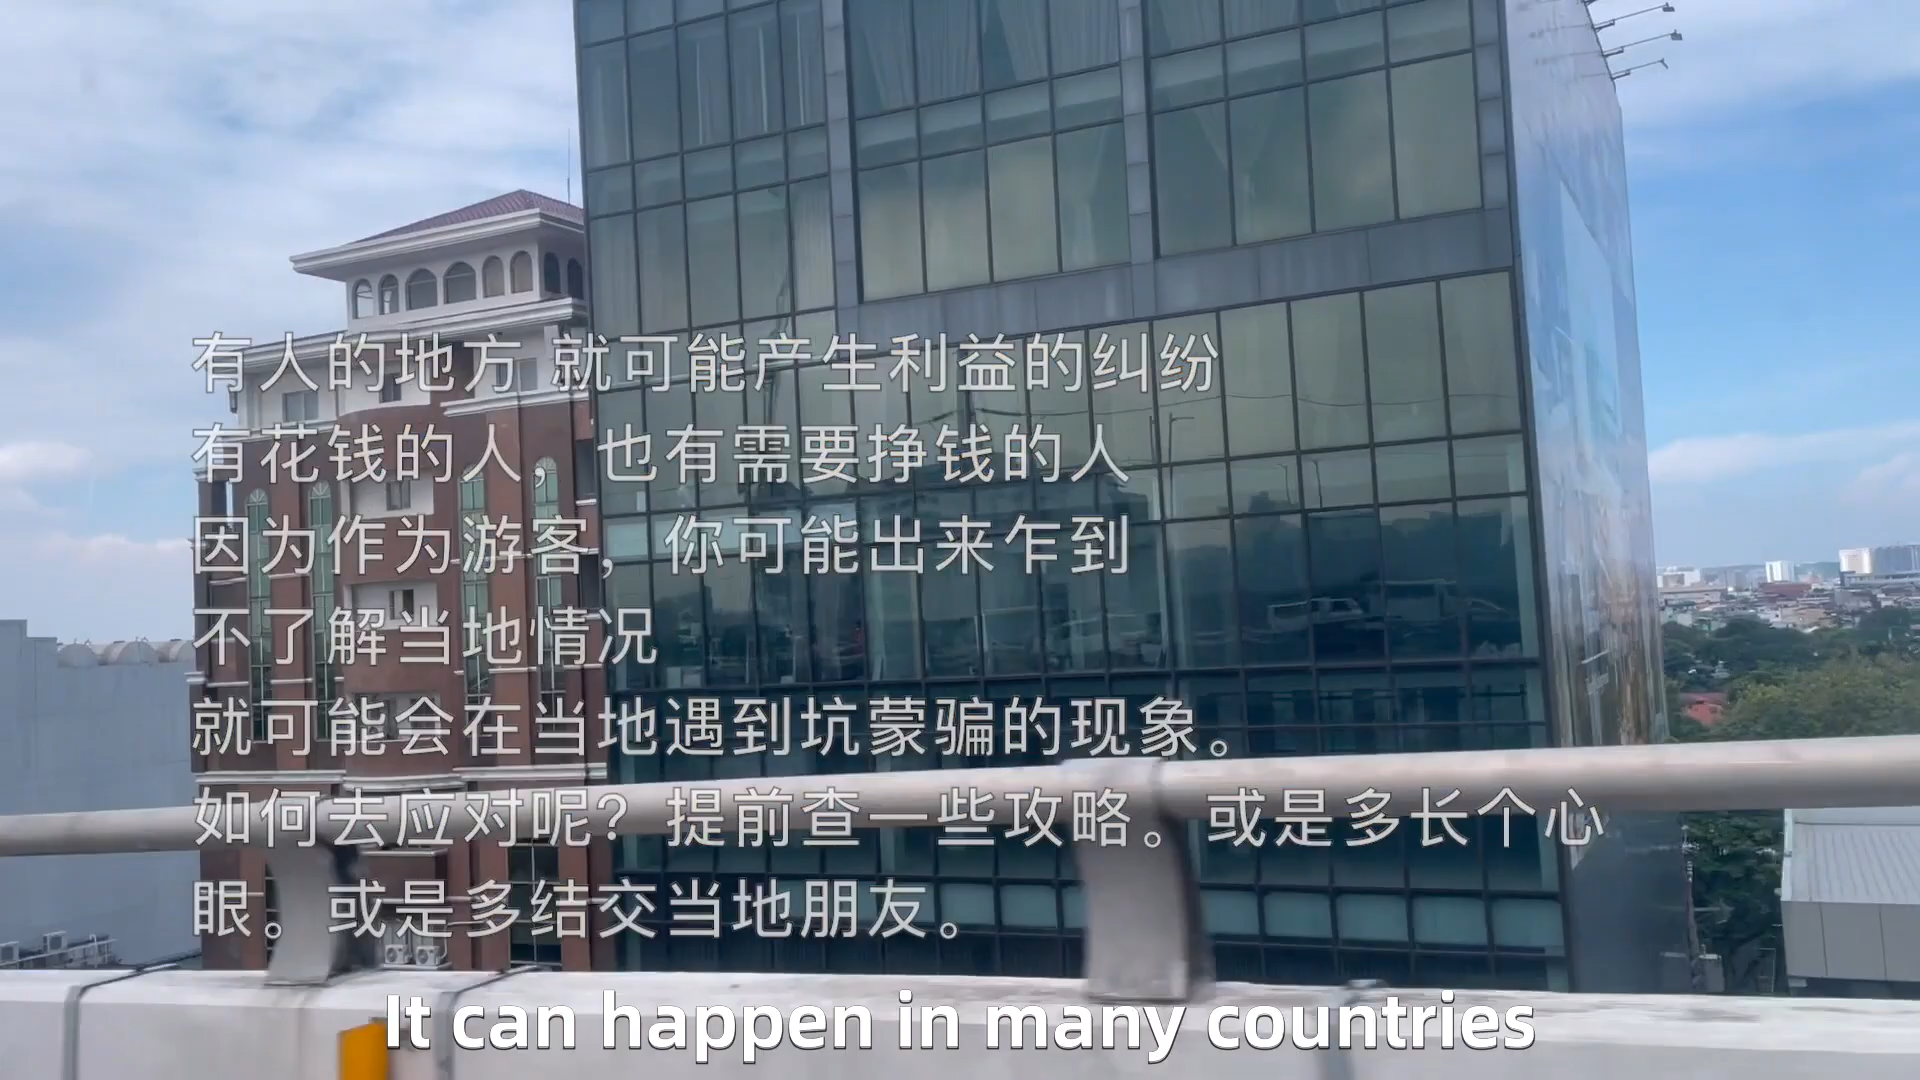 有人的地方 就可能产生利益的纠纷
有花钱的人，也有需要挣钱的人
因为作为游客，你可能出来乍到
不了解当地情况
就可能会在当地遇到坑蒙骗的现象。
如何去应对呢？提前查一些攻略。或是多长个心
眼。或是多结交当地朋友。
It can happen in many countries